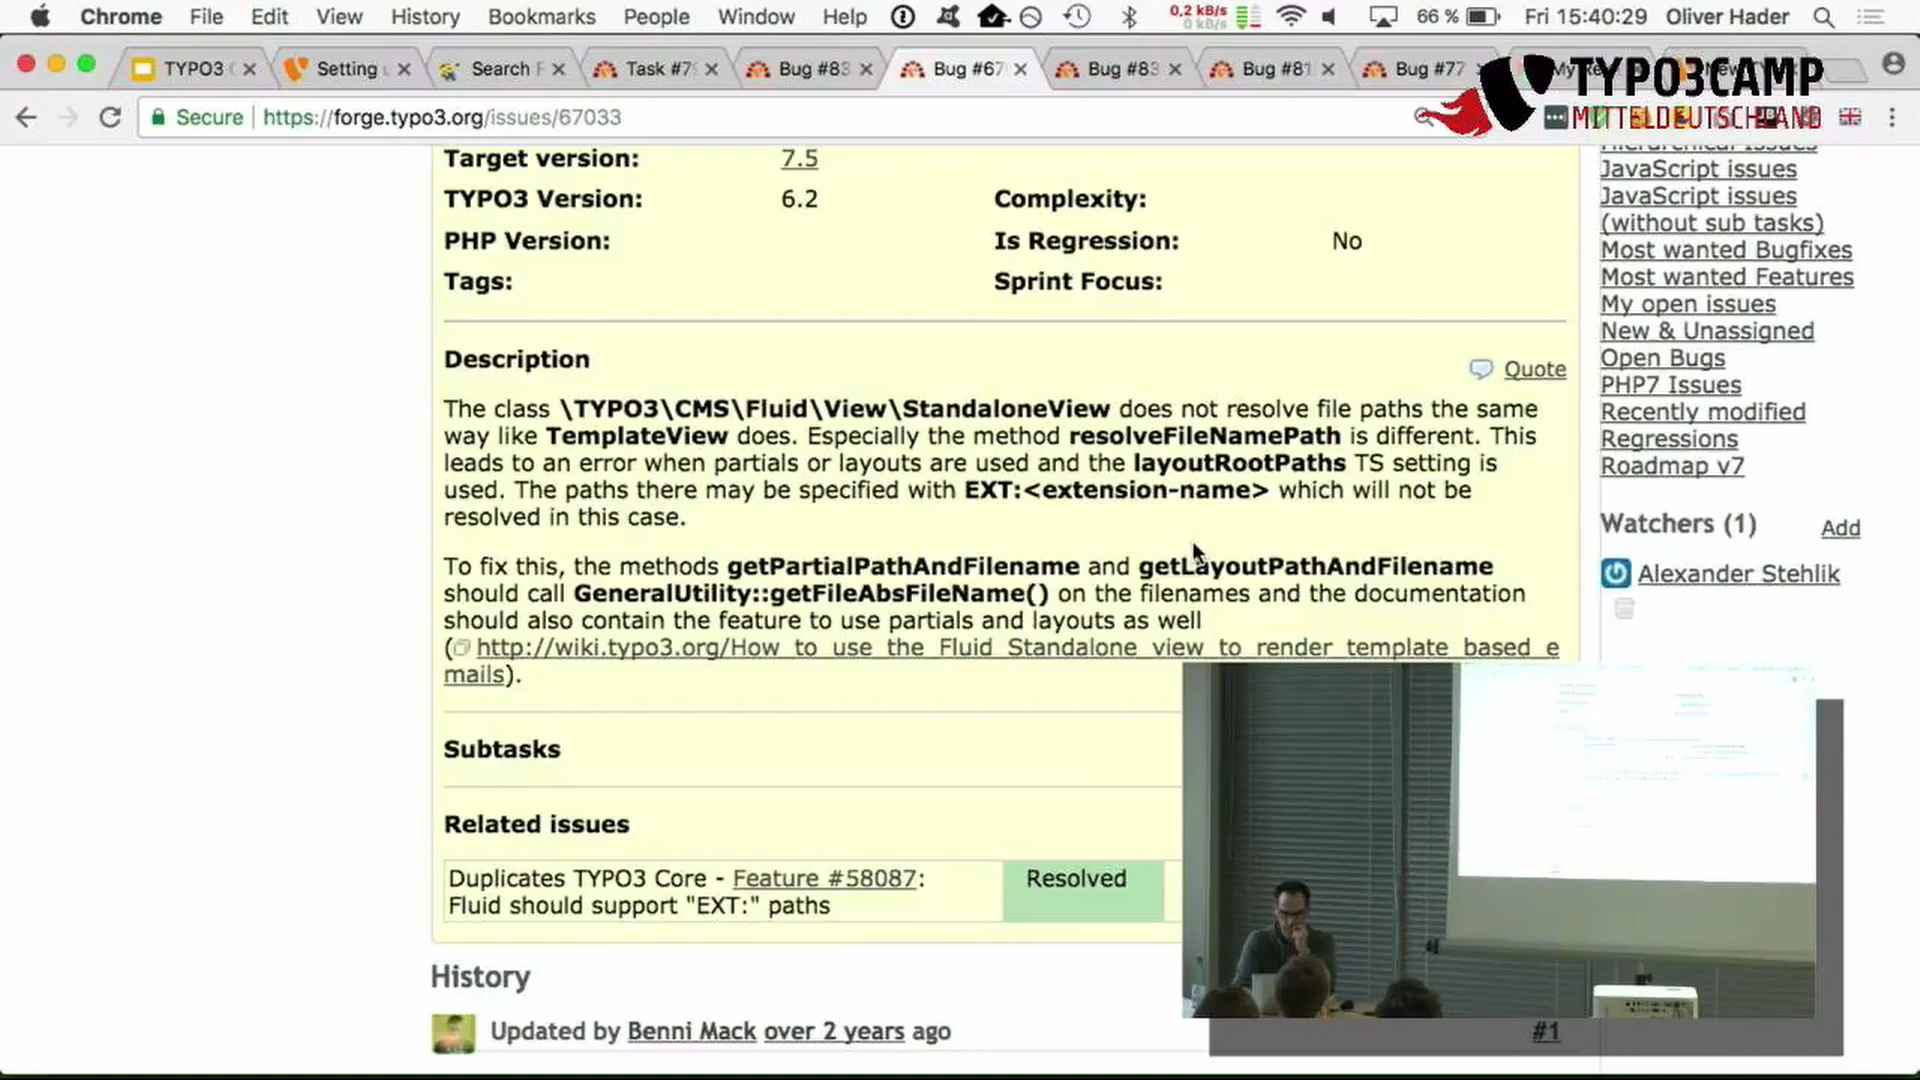 Chrome File Edit View History Bookmarks People Window Help 0,2 kB/s 0 kB/s 66 % Fri 15:40:29 Oliver Hader
TYPO3 Setting Search F Task #7 Bug #83 Bug #67 Bug #83 Bug #81 Bug #77
TYPO3CAMP
MITTELDEUTSCHLAND
Secure https://forge.typo3.org/issues/67033
Target version: 7.5
TYPO3 Version: 6.2 Complexity:
PHP Version: Is Regression: No
Tags: Sprint Focus:
Description
Quote
The class \TYPO3\CMS\Fluid\View\StandaloneView does not resolve file paths the same
way like TemplateView does. Especially the method resolveFileNamePath is different. This
leads to an error when partials or layouts are used and the layoutRootPaths TS setting is
used. The paths there may be specified with EXT:<extension-name> which will not be
resolved in this case.
To fix this, the methods getPartialPathAndFilename and getLayoutPathAndFilename
should call GeneralUtility::getFileAbsFileName() on the filenames and the documentation
should also contain the feature to use partials and layouts as well
(http://wiki.typo3.org/How_to_use_the_Fluid_Standalone_view_to_render_template_based_e
mails).
Subtasks
Related issues
Duplicates TYPO3 Core - Feature #58087: Resolved
Fluid should support "EXT:" paths
History
Updated by Benni Mack over 2 years ago #1
Hierarchical issues
JavaScript issues
JavaScript issues
(without sub tasks)
Most wanted Bugfixes
Most wanted Features
My open issues
New & Unassigned
Open Bugs
PHP7 Issues
Recently modified
Regressions
Roadmap v7
Watchers (1) Add
Alexander Stehlik